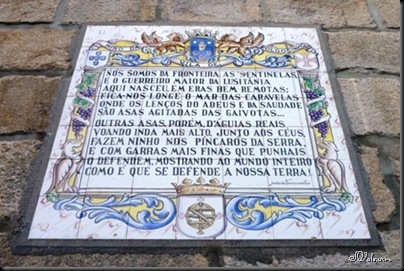 NÓS SOMOS DA FRONTEIRA, AS SENTINELAS,
E O GUERREIRO MAIOR DA LUSITÂNIA
AQUI NASCEU, EM ERAS BEM REMOTAS:
FICA-NOS LONGE O MAR DAS CARAVELAS,
ONDE OS LENÇOS DO ADEUS E DA SAUDADE
SÃO ASAS AGITADAS DAS GAIVOTAS...
OUTRAS ASAS, PORÉM, D'ÁGUIAS REAIS,
VOANDO INDA MAIS ALTO, JUNTO AOS CÉUS,
FAZEM NINHO NOS PÍNCAROS DA SERRA,
E COM GARRAS MAIS FINAS QUE PUNHAIS,
O DEFENDEM, MOSTRANDO AO MUNDO INTEIRO
COMO É QUE SE DEFENDE A NOSSA TERRA!